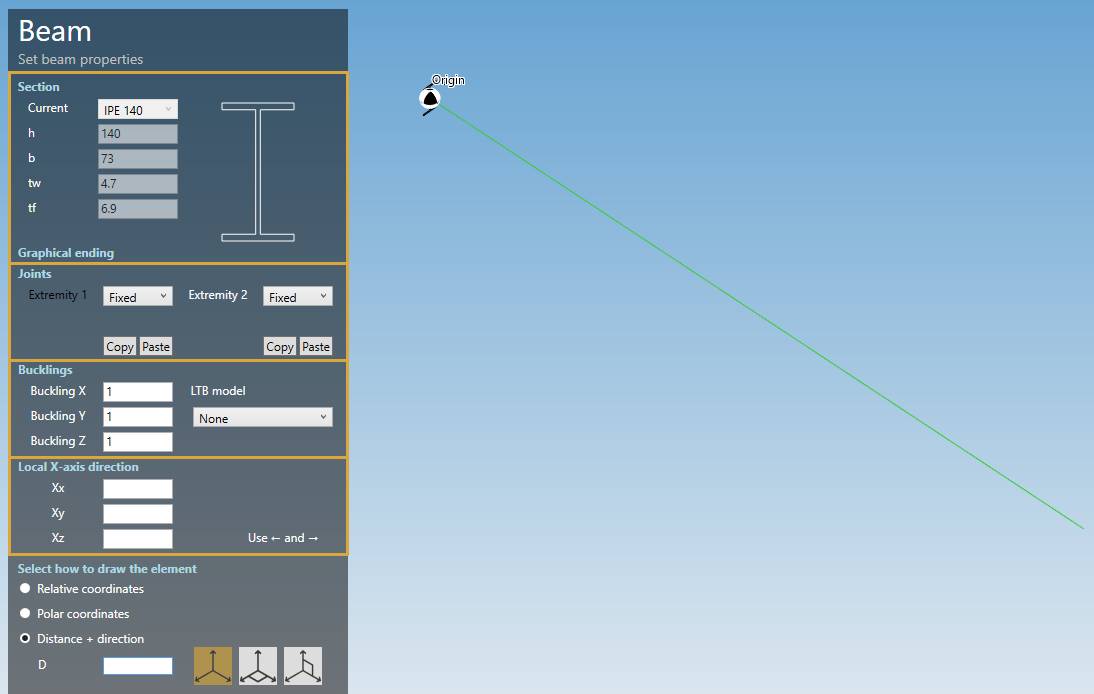 Beam
Set beam properties
Section
Current IPE 140
h 140
b 73
tw 4.7
tf 6.9
Graphical ending
Joints
Extremity 1 Fixed Extremity 2 Fixed
Copy Paste Copy Paste
Bucklings
Buckling X 1 LTB model
Buckling Y 1 None
Buckling Z 1
Local X-axis direction
Xx
Xy
Xz Use ← and →
Select how to draw the element
Relative coordinates
Polar coordinates
Distance + direction
D
Origin